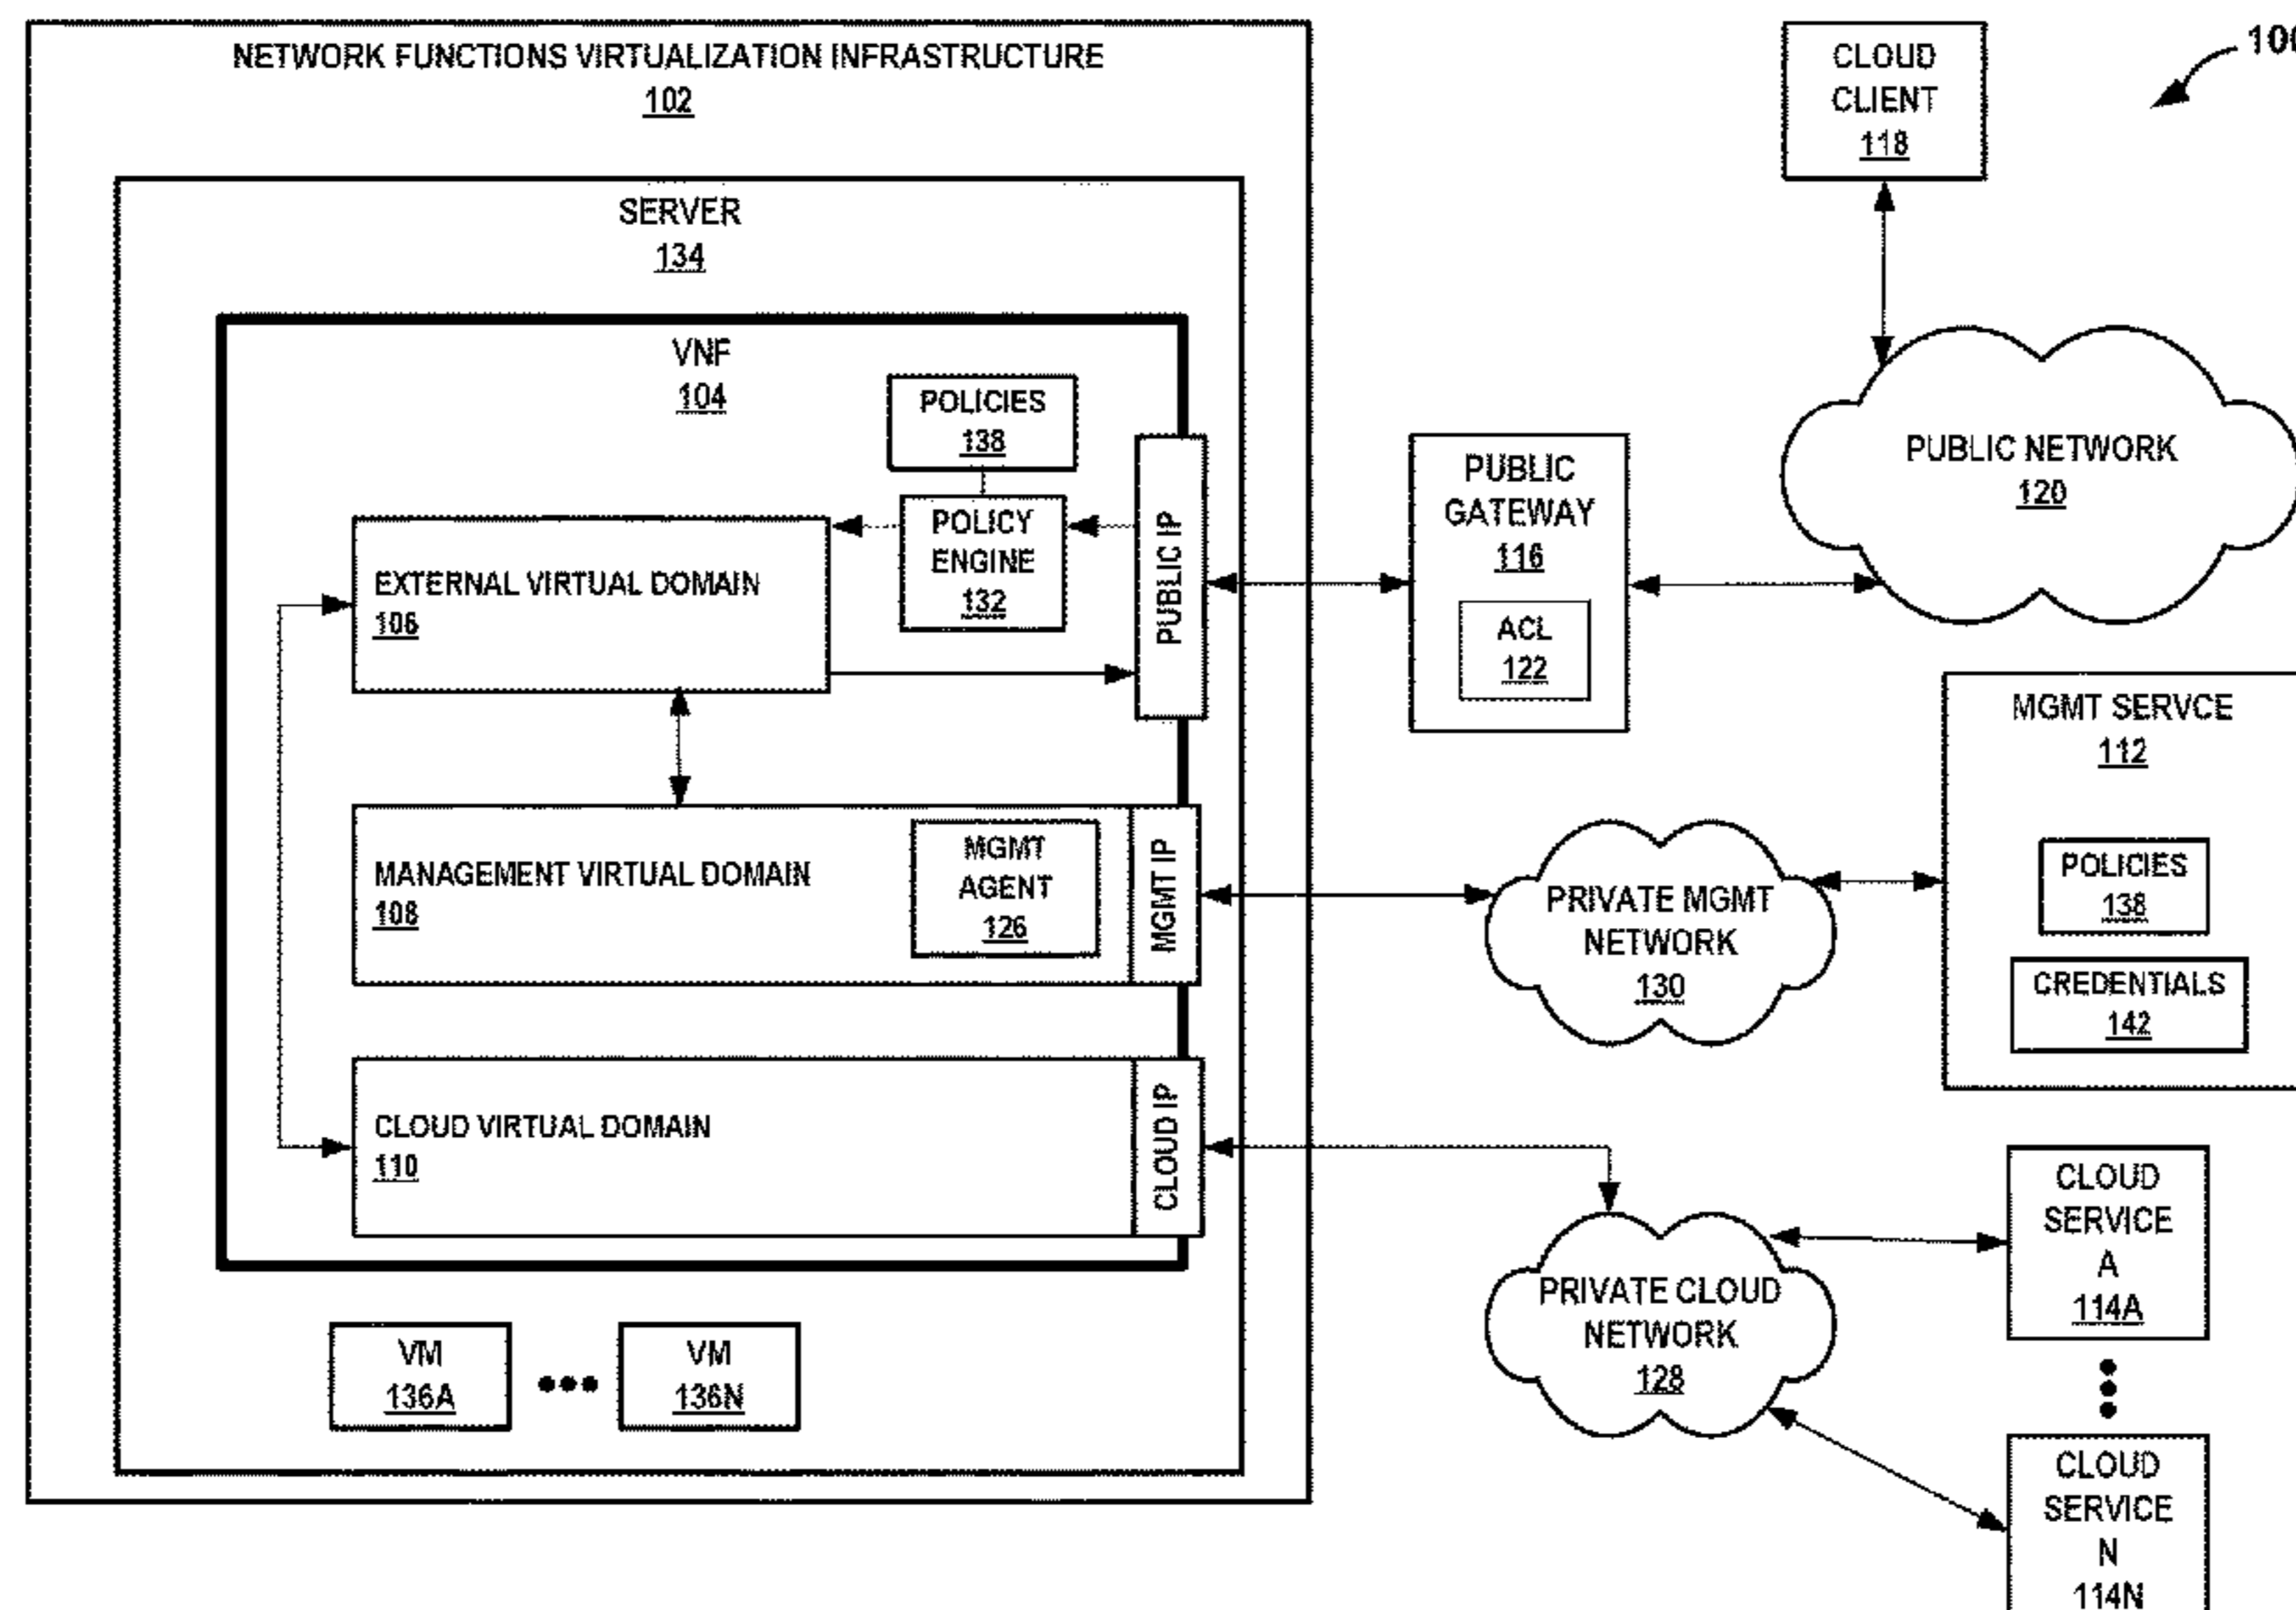 NETWORK FUNCTIONS VIRTUALIZATION INFRASTRUCTURE
102
SERVER
134
VNF
104
POLICIES
138
POLICY
ENGINE
132
EXTERNAL VIRTUAL DOMAIN
106
PUBLIC IP
MANAGEMENT VIRTUAL DOMAIN
108
MGMT
AGENT
126
MGMT IP
CLOUD VIRTUAL DOMAIN
110
CLOUD IP
VM
136A
VM
136N
PUBLIC
GATEWAY
116
ACL
122
CLOUD
CLIENT
118
100
PUBLIC NETWORK
120
MGMT SERVCE
112
POLICIES
138
CREDENTIALS
142
PRIVATE MGMT
NETWORK
130
PRIVATE CLOUD
NETWORK
128
CLOUD
SERVICE
A
114A
CLOUD
SERVICE
N
114N